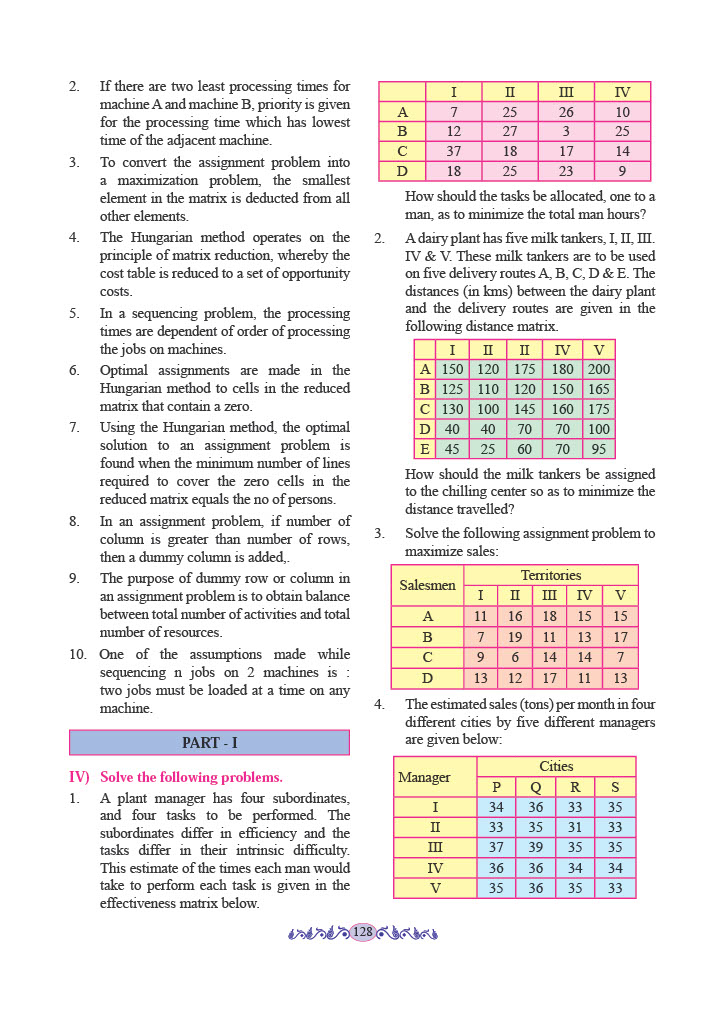 2. If there are two least processing times for
machine A and machine B, priority is given
for the processing time which has lowest
time of the adjacent machine.
3. To convert the assignment problem into
a maximization problem, the smallest
element in the matrix is deducted from all
other elements.
4. The Hungarian method operates on the
principle of matrix reduction, whereby the
cost table is reduced to a set of opportunity
costs.
5. In a sequencing problem, the processing
times are dependent of order of processing
the jobs on machines.
6. Optimal assignments are made in the
Hungarian method to cells in the reduced
matrix that contain a zero.
7. Using the Hungarian method, the optimal
solution to an assignment problem is
found when the minimum number of lines
required to cover the zero cells in the
reduced matrix equals the no of persons.
8. In an assignment problem, if number of
column is greater than number of rows,
then a dummy column is added,.
9. The purpose of dummy row or column in
an assignment problem is to obtain balance
between total number of activities and total
number of resources.
10. One of the assumptions made while
sequencing n jobs on 2 machines is :
two jobs must be loaded at a time on any
machine.
PART - I
IV) Solve the following problems.
1. A plant manager has four subordinates,
and four tasks to be performed. The
subordinates differ in efficiency and the
tasks differ in their intrinsic difficulty.
This estimate of the times each man would
take to perform each task is given in the
effectiveness matrix below.
I II III IV
A 7 25 26 10
B 12 27 3 25
C 37 18 17 14
D 18 25 23 9
How should the tasks be allocated, one to a
man, as to minimize the total man hours?
2. A dairy plant has five milk tankers, I, II, III.
IV & V. These milk tankers are to be used
on five delivery routes A, B, C, D & E. The
distances (in kms) between the dairy plant
and the delivery routes are given in the
following distance matrix.
I II II IV V
A 150 120 175 180 200
B 125 110 120 150 165
C 130 100 145 160 175
D 40 40 70 70 100
E 45 25 60 70 95
How should the milk tankers be assigned
to the chilling center so as to minimize the
distance travelled?
3. Solve the following assignment problem to
maximize sales:
Salesmen Territories
I II III IV V
A 11 16 18 15 15
B 7 19 11 13 17
C 9 6 14 14 7
D 13 12 17 11 13
4. The estimated sales (tons) per month in four
different cities by five different managers
are given below:
Manager Cities
P Q R S
I 34 36 33 35
II 33 35 31 33
III 37 39 35 35
IV 36 36 34 34
V 35 36 35 33
128